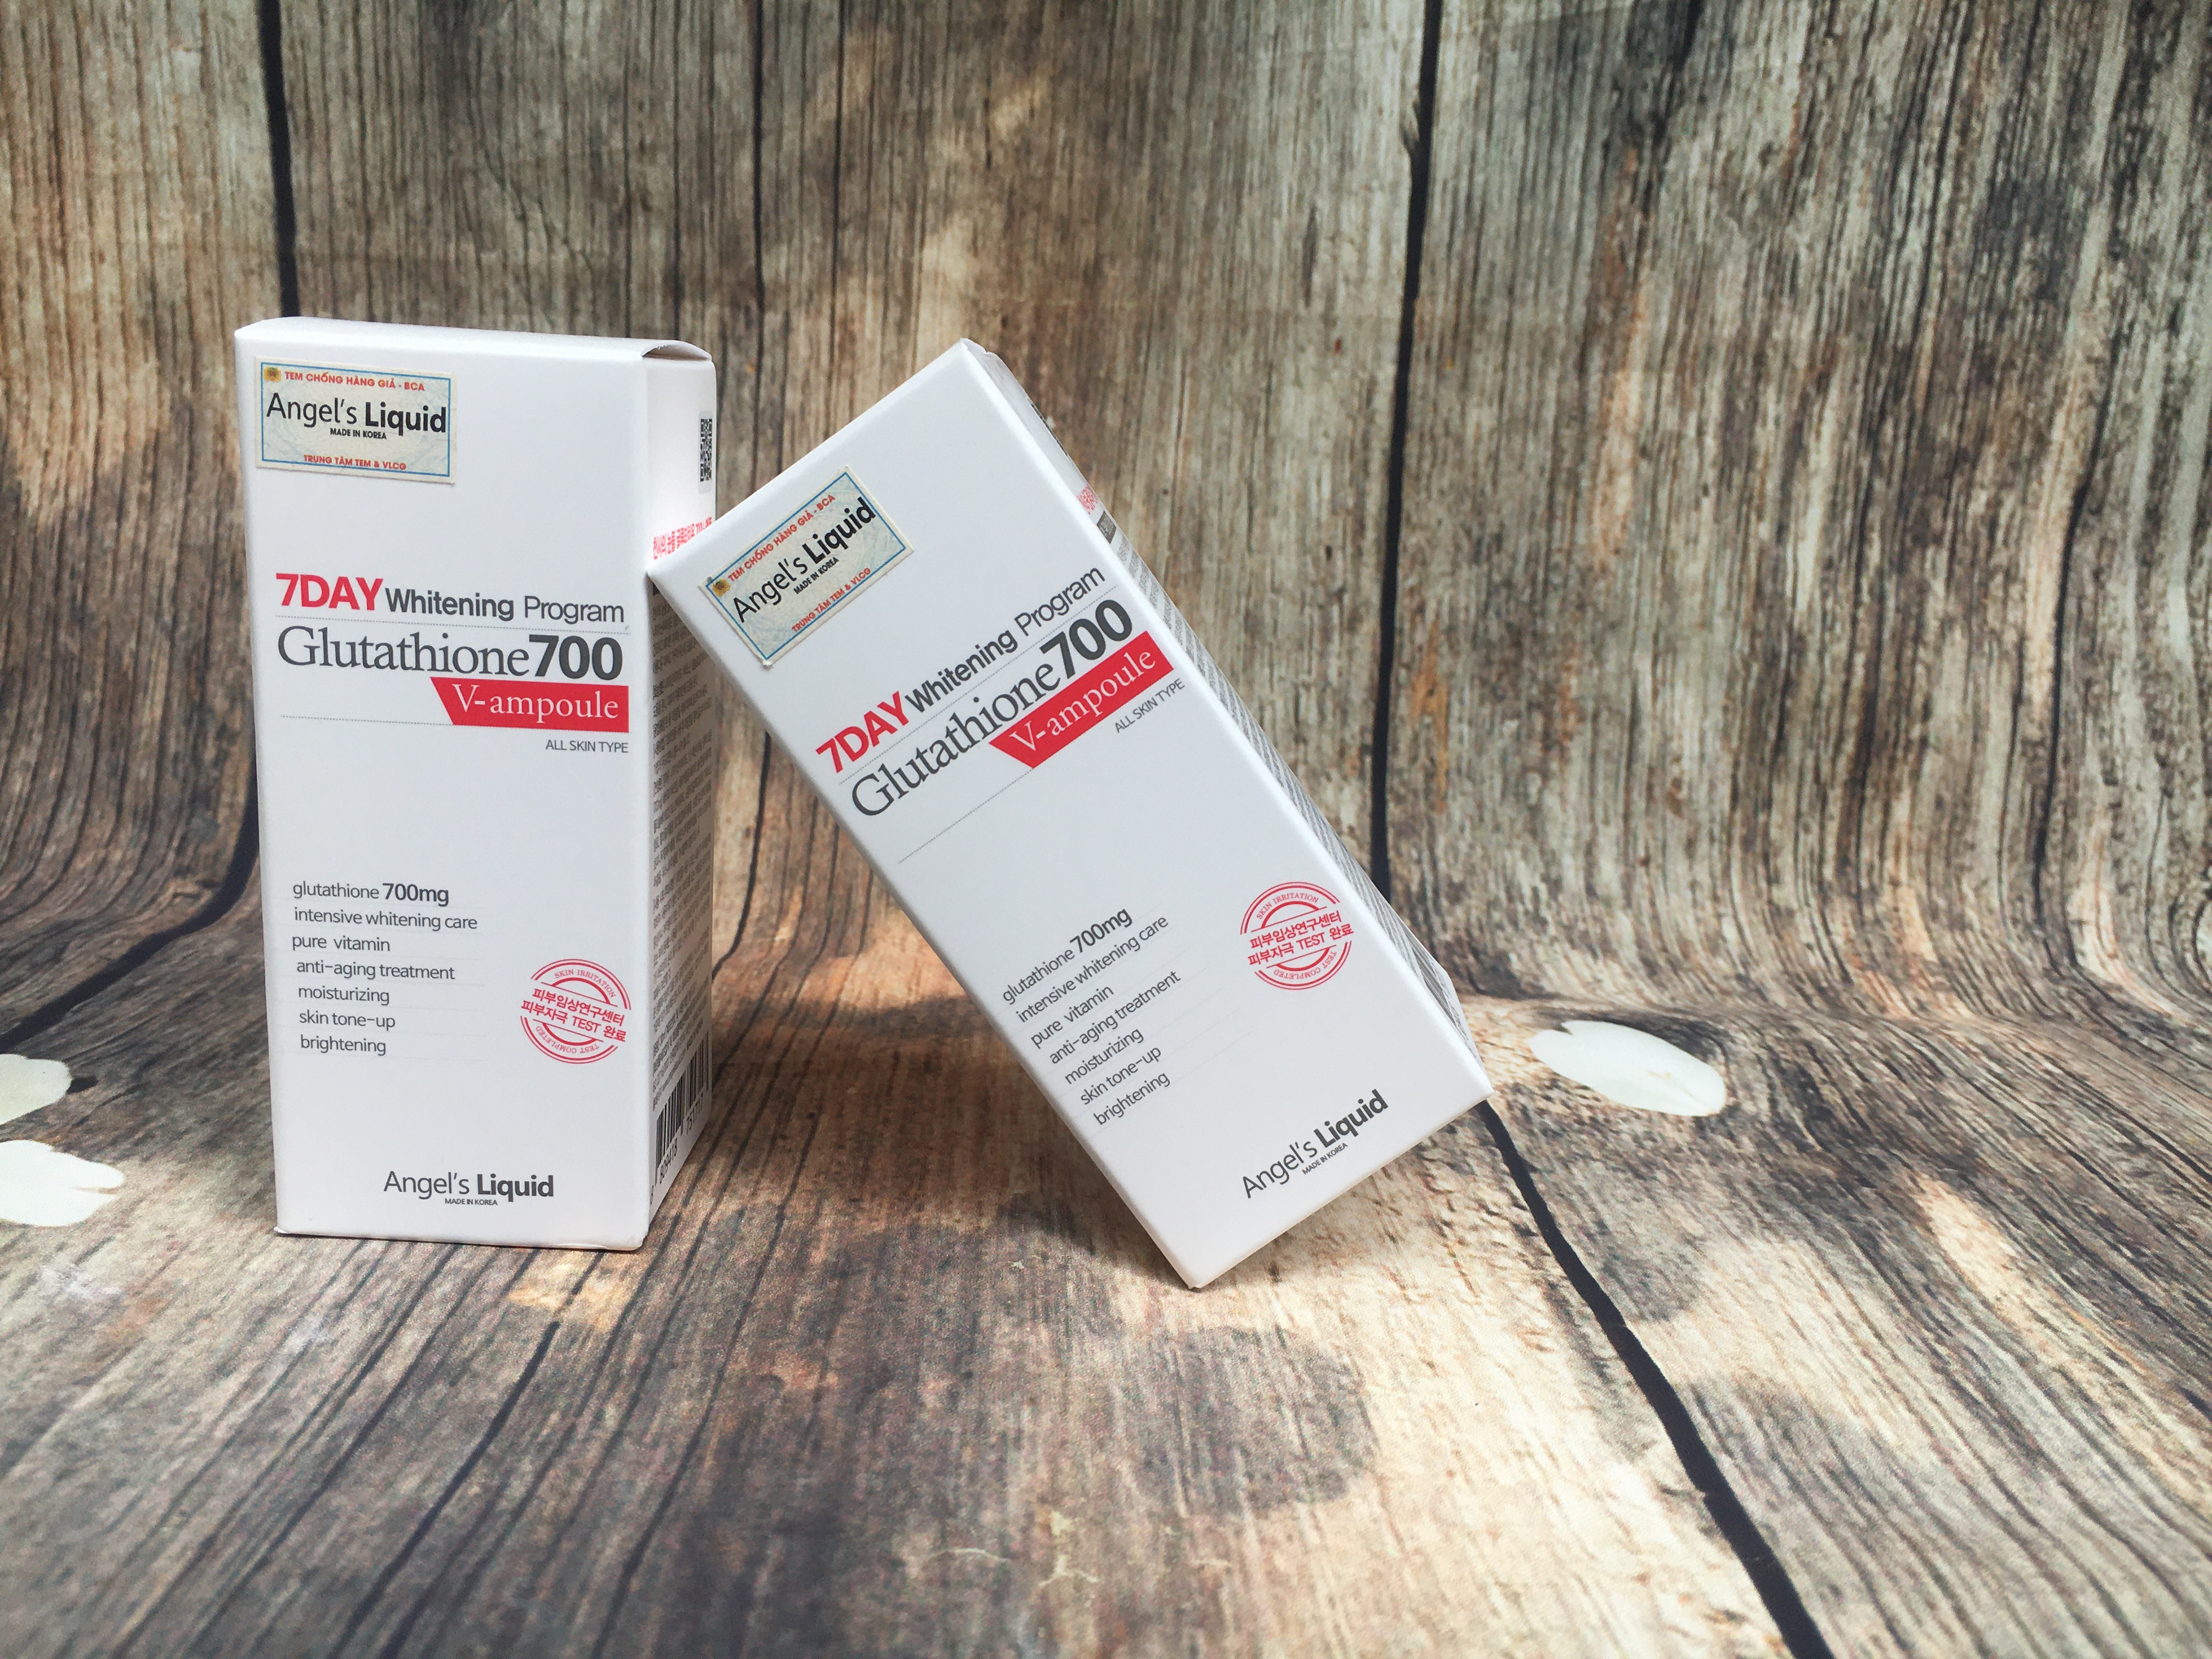 TEM CHỐNG HÀNG GIẢ - BCA
Angel's Liquid
MADE IN KOREA
TRUNG TÂM TEM & VLCG
7DAY Whitening Program
Glutathione700
V-ampoule
ALL SKIN TYPE
glutathione 700mg
intensive whitening care
pure vitamin
anti-aging treatment
moisturizing
skin tone-up
brightening
SKIN IRRITATION
피부임상연구센터
피부자극 TEST 완료
TEST COMPLETED
Angel's Liquid
MADE IN KOREA
TEM CHỐNG HÀNG GIẢ - BCA
Angel's Liquid
MADE IN KOREA
TRUNG TÂM TEM & VLCG
7DAY Whitening Program
Glutathione700
V-ampoule
ALL SKIN TYPE
glutathione 700mg
intensive whitening care
pure vitamin
anti-aging treatment
moisturizing
skin tone-up
brightening
SKIN IRRITATION
피부임상연구센터
피부자극 TEST 완료
TEST COMPLETED
Angel's Liquid
MADE IN KOREA